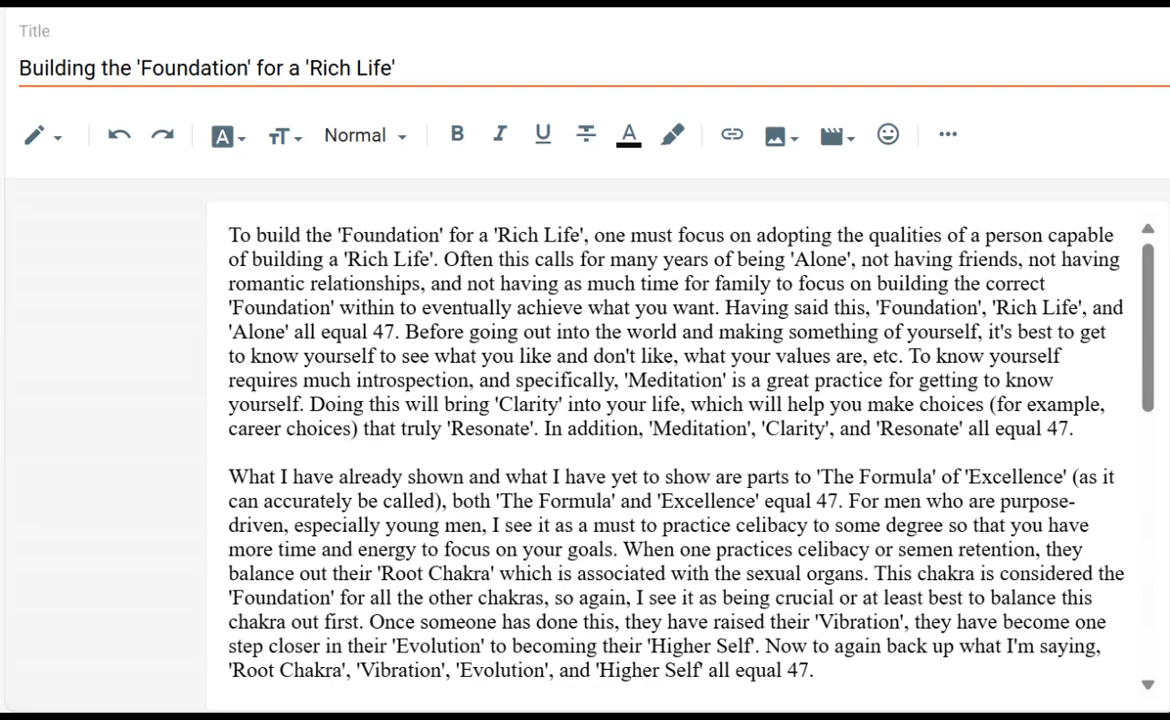 Title
Building the 'Foundation' for a 'Rich Life'
Normal
To build the 'Foundation' for a 'Rich Life', one must focus on adopting the qualities of a person capable
of building a 'Rich Life'. Often this calls for many years of being 'Alone', not having friends, not having
romantic relationships, and not having as much time for family to focus on building the correct
'Foundation' within to eventually achieve what you want. Having said this, 'Foundation', 'Rich Life', and
'Alone' all equal 47. Before going out into the world and making something of yourself, it's best to get
to know yourself to see what you like and don't like, what your values are, etc. To know yourself
requires much introspection, and specifically, 'Meditation' is a great practice for getting to know
yourself. Doing this will bring 'Clarity' into your life, which will help you make choices (for example,
career choices) that truly 'Resonate'. In addition, 'Meditation', 'Clarity', and 'Resonate' all equal 47.
What I have already shown and what I have yet to show are parts to 'The Formula' of 'Excellence' (as it
can accurately be called), both 'The Formula' and 'Excellence' equal 47. For men who are purpose-
driven, especially young men, I see it as a must to practice celibacy to some degree so that you have
more time and energy to focus on your goals. When one practices celibacy or semen retention, they
balance out their 'Root Chakra' which is associated with the sexual organs. This chakra is considered the
'Foundation' for all the other chakras, so again, I see it as being crucial or at least best to balance this
chakra out first. Once someone has done this, they have raised their 'Vibration', they have become one
step closer in their 'Evolution' to becoming their 'Higher Self'. Now to again back up what I'm saying,
'Root Chakra', 'Vibration', 'Evolution', and 'Higher Self' all equal 47.